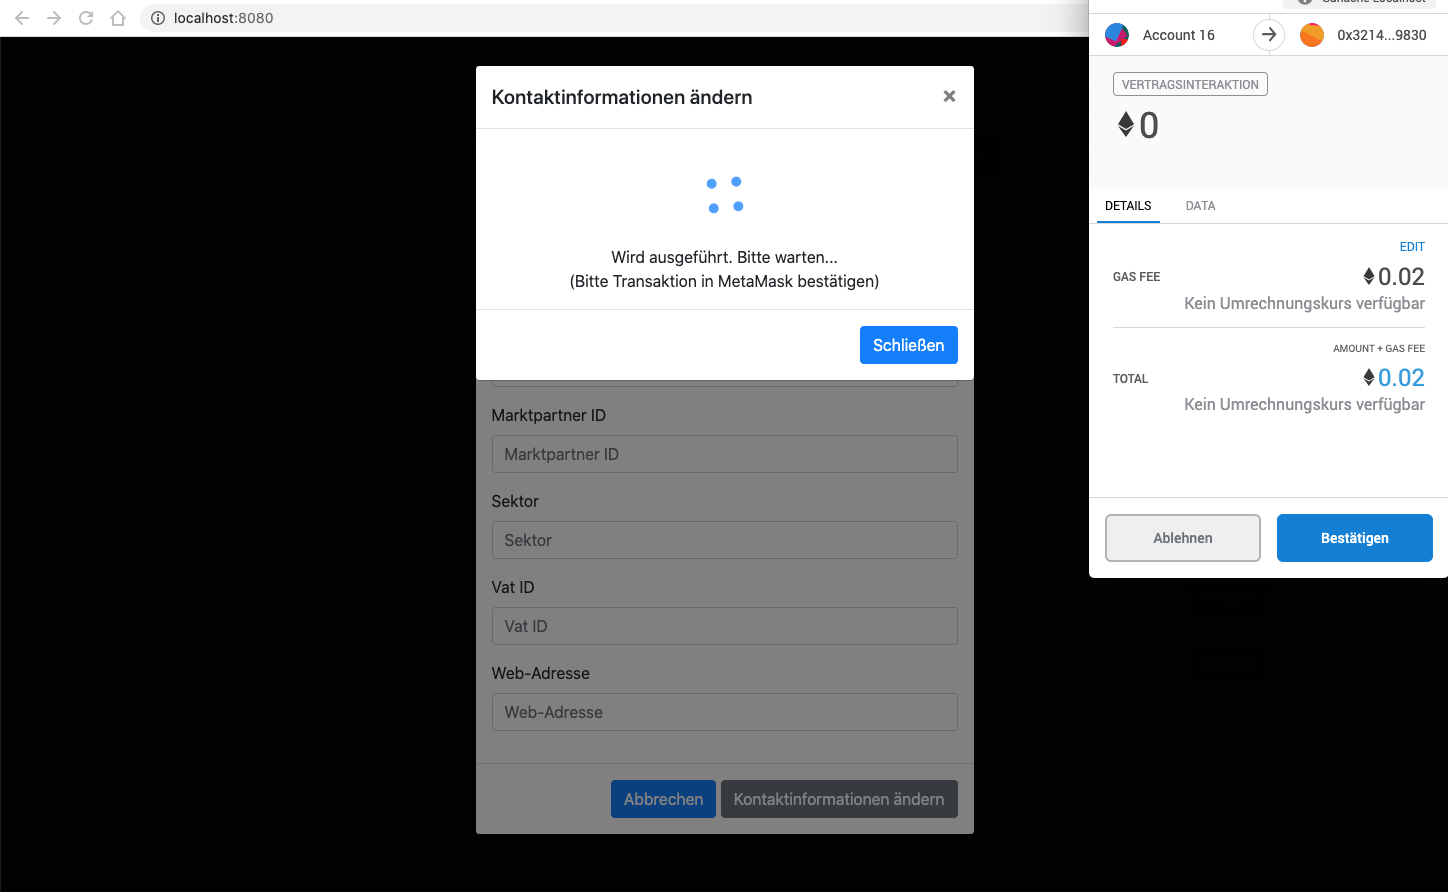 localhost:8080
Account 16
0x3214...9830
Kontaktinformationen ändern
×
VERTRAGSINTERAKTION
0
Wird ausgeführt. Bitte warten...
(Bitte Transaktion in MetaMask bestätigen)
Schließen
DETAILS
DATA
EDIT
GAS FEE
0.02
Kein Umrechnungskurs verfügbar
AMOUNT + GAS FEE
TOTAL
0.02
Kein Umrechnungskurs verfügbar
Ablehnen
Bestätigen
Marktpartner ID
Marktpartner ID
Sektor
Sektor
Vat ID
Vat ID
Web-Adresse
Web-Adresse
Abbrechen
Kontaktinformationen ändern